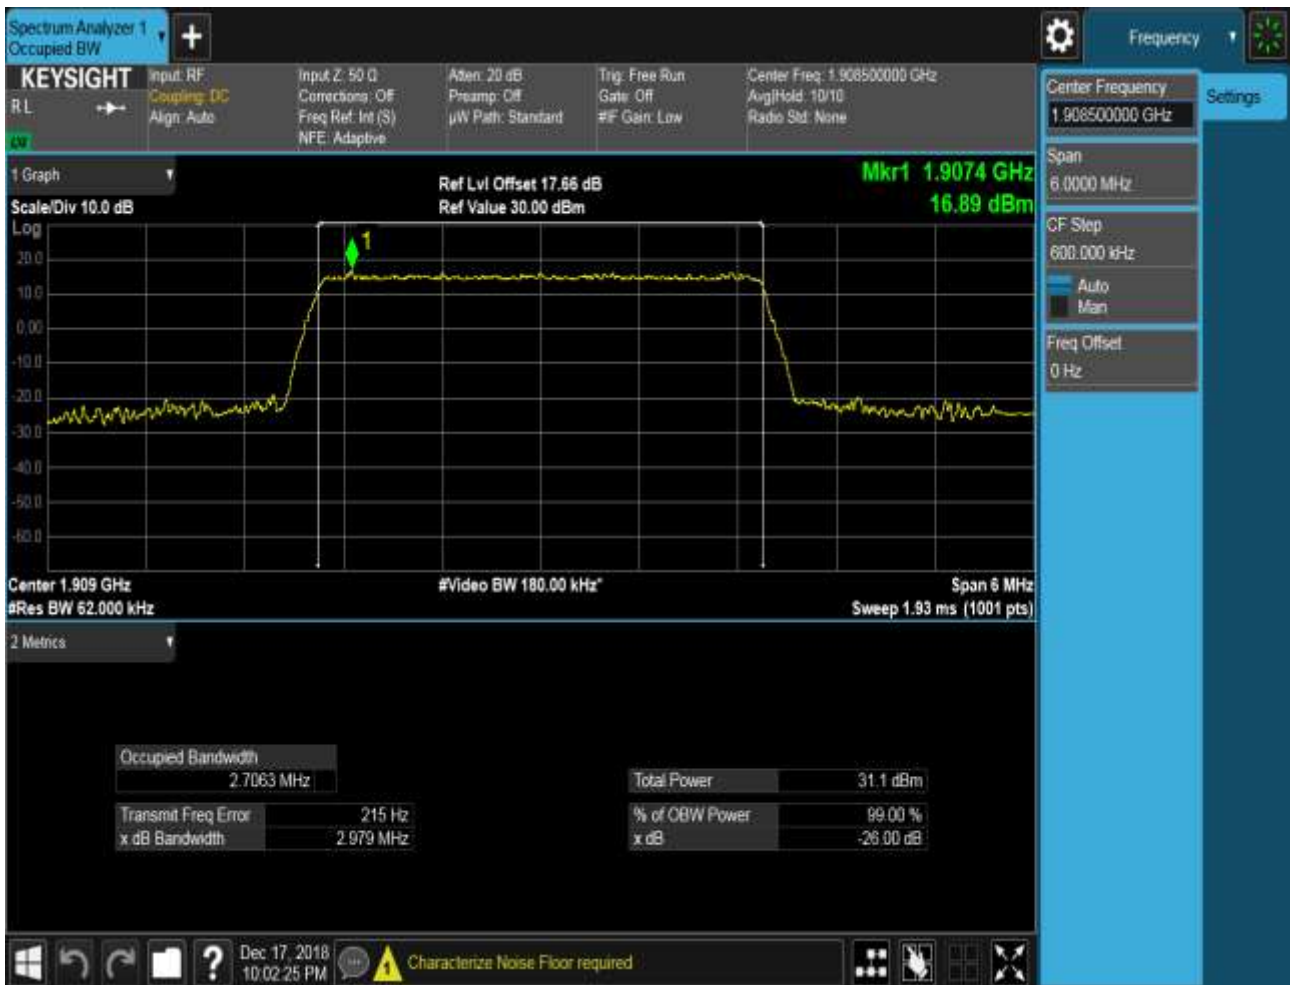 Spectrum Analyzer 1
Occupied BW
Frequency
KEYSIGHT
R L
Input: RF
Coupling: DC
Align: Auto
Input Z: 50 Ω
Corrections: Off
Freq Ref: Int (S)
NFE: Adaptive
Atten: 20 dB
Preamp: Off
µW Path: Standard
Trig: Free Run
Gate: Off
#IF Gain: Low
Center Freq: 1.908500000 GHz
Avg|Hold: 10/10
Radio Std: None
Center Frequency
1.908500000 GHz
Settings
Span
6.0000 MHz
CF Step
600.000 kHz
Auto
Man
Freq Offset
0 Hz
1 Graph
Ref Lvl Offset 17.66 dB
Mkr1 1.9074 GHz
Scale/Div 10.0 dB
Ref Value 30.00 dBm
16.89 dBm
Log
1
20.0
10.0
0.00
-10.0
-20.0
-30.0
-40.0
-50.0
-60.0
Center 1.909 GHz
#Video BW 180.00 kHz*
Span 6 MHz
#Res BW 62.000 kHz
Sweep 1.93 ms (1001 pts)
2 Metrics
Occupied Bandwidth
2.7063 MHz
Total Power 31.1 dBm
Transmit Freq Error 215 Hz
% of OBW Power 99.00 %
x dB Bandwidth 2.979 MHz
x dB -26.00 dB
?
Dec 17, 2018
10:02:25 PM
1
Characterize Noise Floor required